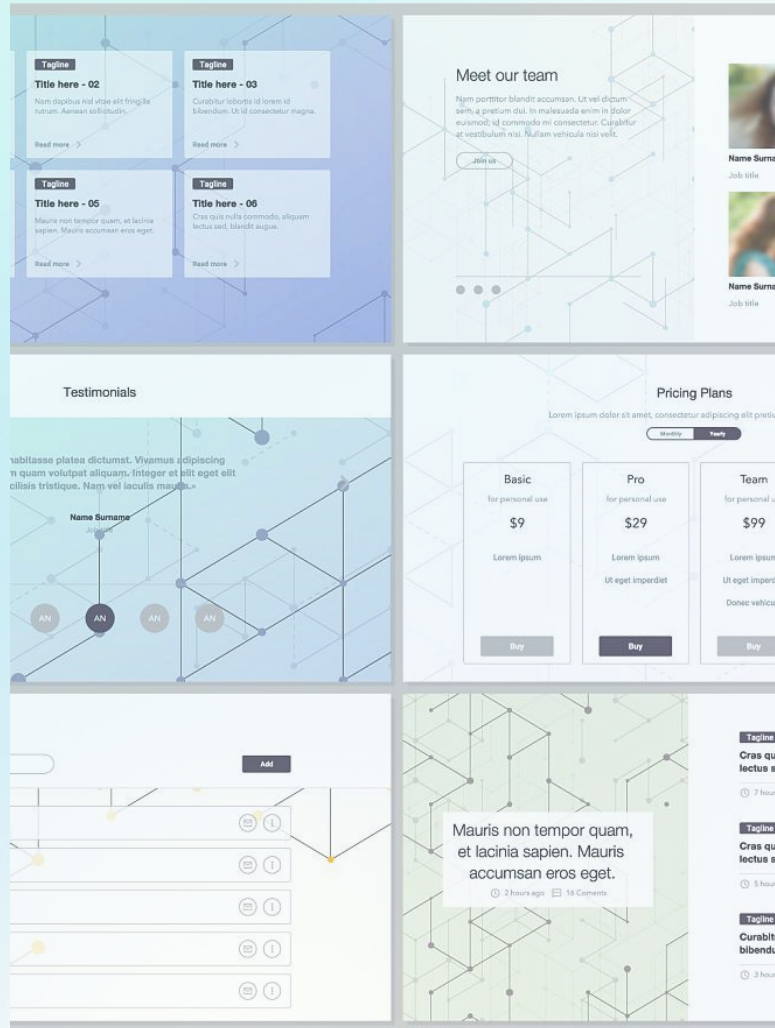 Tagline
Title here - 02
Nam dapibus nisl vitae elit fringilla
rutrum. Aenean sollicitudin.
Read more
Tagline
Title here - 03
Curabitur lobortis id lorem id
bibendum. Ut id consectetur magna.
Read more
Tagline
Title here - 05
Mauris non tempor quam, et lacinia
sapien. Mauris accumsan eros eget.
Read more
Tagline
Title here - 06
Cras quis nulla commodo, aliquam
lectus sed, blandit augue.
Read more
Meet our team
Nam porttitor blandit accumsan. Ut vel dictum
sem, a pretium dui. In malesuada enim in dolor
euismod, id commodo mi consectetur. Curabitur
at vestibulum nisi. Nullam vehicula nisi velit.
Join us
Name Surna
Job title
Name Surna
Job title
Testimonials
habitasse platea dictumst. Vivamus adipiscing
m quam volutpat aliquam. Integer et elit eget elit
cilisis tristique. Nam vel iaculis mauris.»
Name Surname
Job title
AN
AN
AN
AN
Pricing Plans
Lorem ipsum dolor sit amet, consectetur adipiscing elit pretiu
Monthly
Yearly
Basic
for personal use
$9
Lorem ipsum
Buy
Pro
for personal use
$29
Lorem ipsum
Ut eget imperdiet
Buy
Team
for personal u
$99
Lorem ipsum
Ut eget imperd
Donec vehicu
Buy
Add
Mauris non tempor quam,
et lacinia sapien. Mauris
accumsan eros eget.
2 hours ago
16 Coments
Tagline
Cras qu
lectus s
7 hour
Tagline
Cras qu
lectus s
5 hour
Tagline
Curabit
bibendu
3 hour